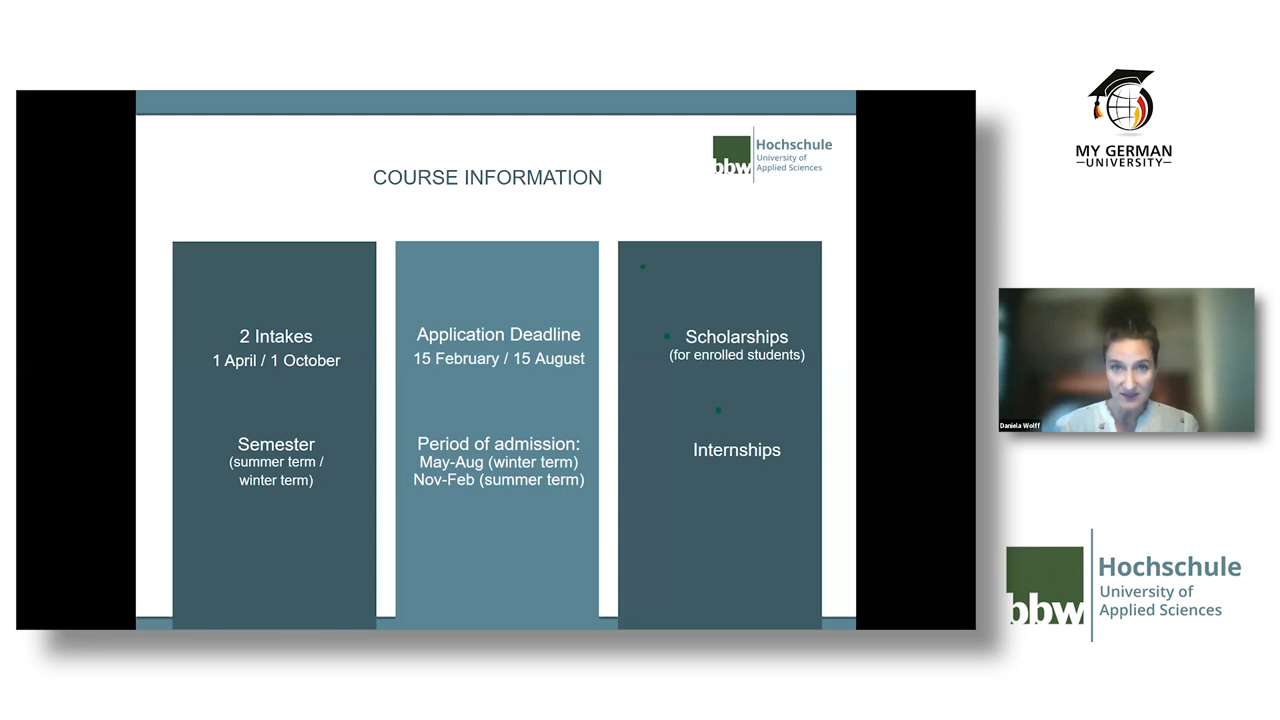 COURSE INFORMATION
bbw
Hochschule
University of
Applied Sciences
2 Intakes
1 April / 1 October
Semester
(summer term /
winter term)
Application Deadline
15 February / 15 August
Period of admission:
May-Aug (winter term)
Nov-Feb (summer term)
Scholarships
(for enrolled students)
Internships
MY GERMAN
UNIVERSITY
Daniela Wolff
bbw
Hochschule
University of
Applied Sciences